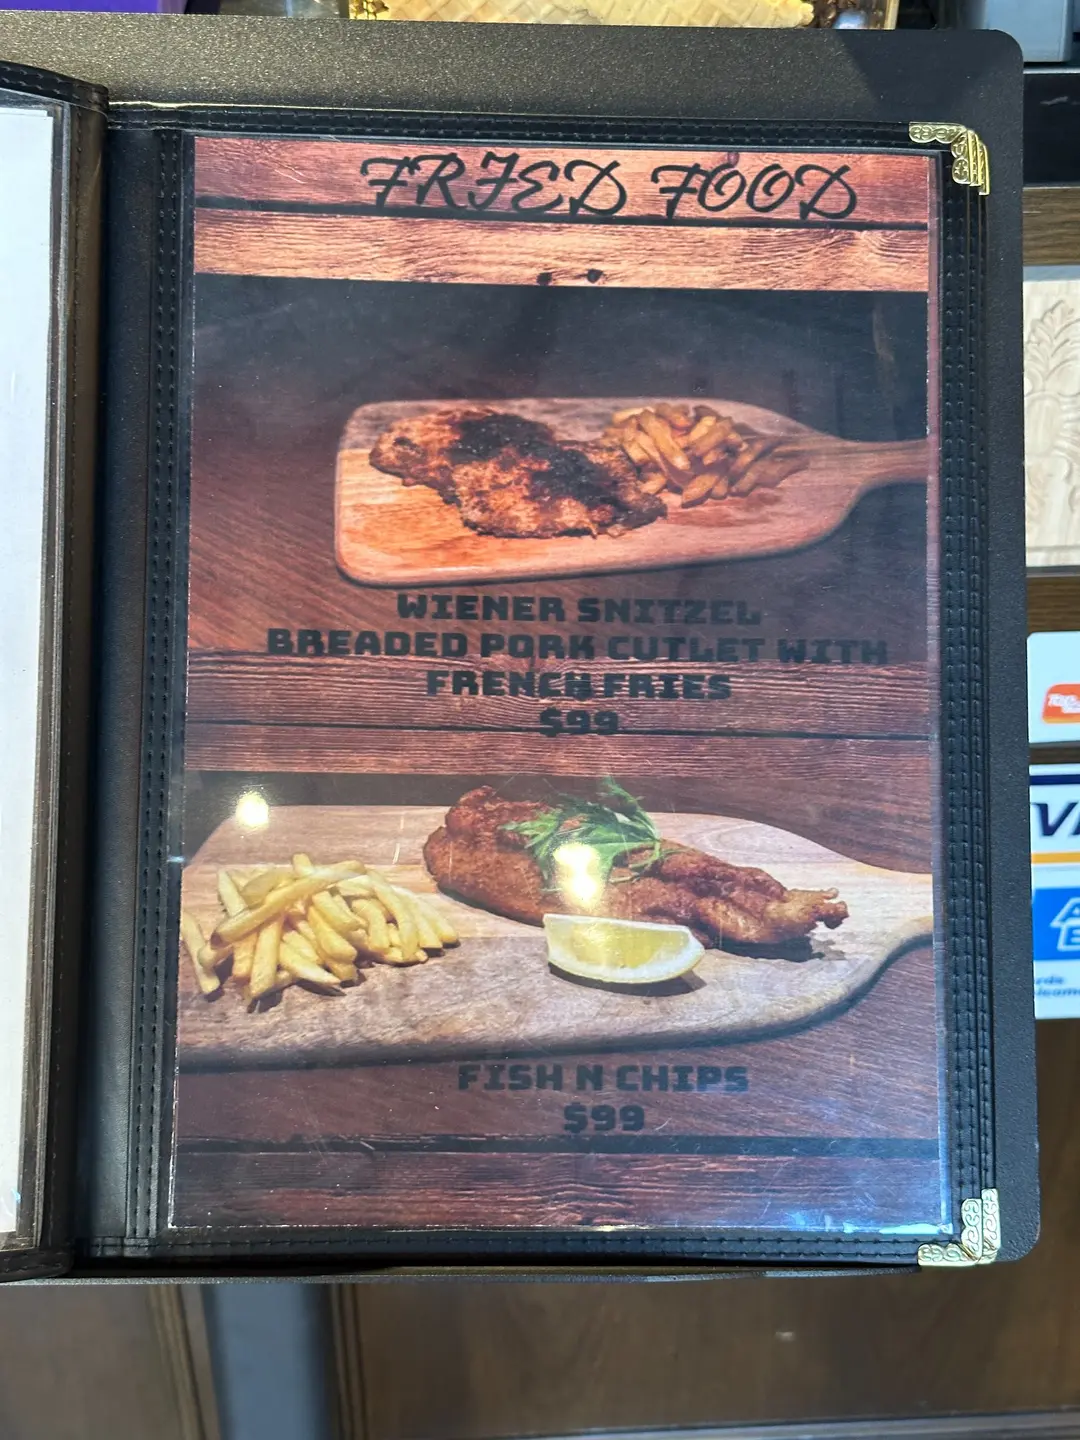 FRIED FOOD
WIENER SNITZEL
BREADED PORK CUTLET WITH
FRENCH FRIES
$99
FISH N CHIPS
$99